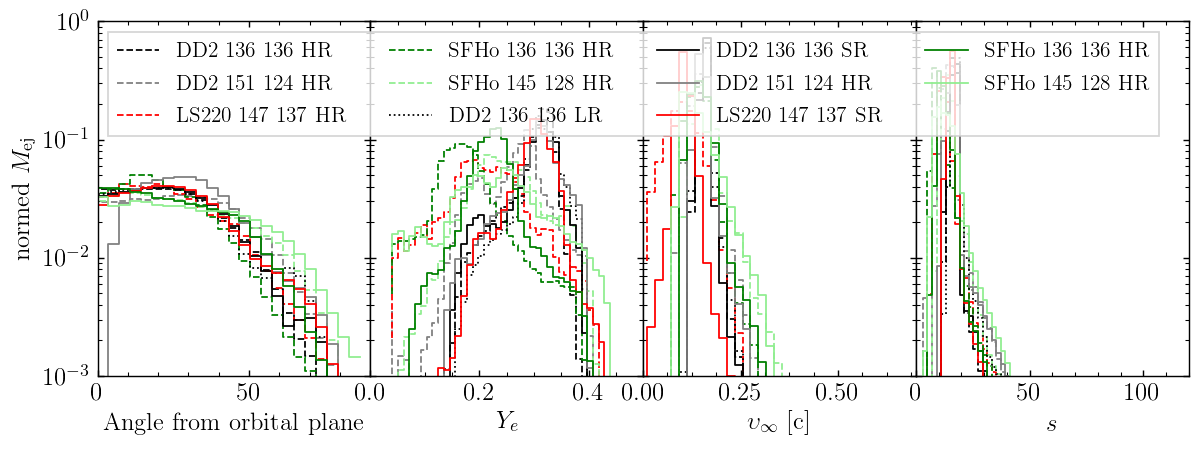 10⁰
10⁻¹
10⁻²
10⁻³
normed M_ej
DD2 136 136 HR
DD2 151 124 HR
LS220 147 137 HR
SFHo 136 136 HR
SFHo 145 128 HR
DD2 136 136 LR
DD2 136 136 SR
DD2 151 124 HR
LS220 147 137 SR
SFHo 136 136 HR
SFHo 145 128 HR
0 50 0 0.2 0.4 0.00 0.25 0.50 0 50 100
Angle from orbital plane
Y_e
υ_∞ [c]
s